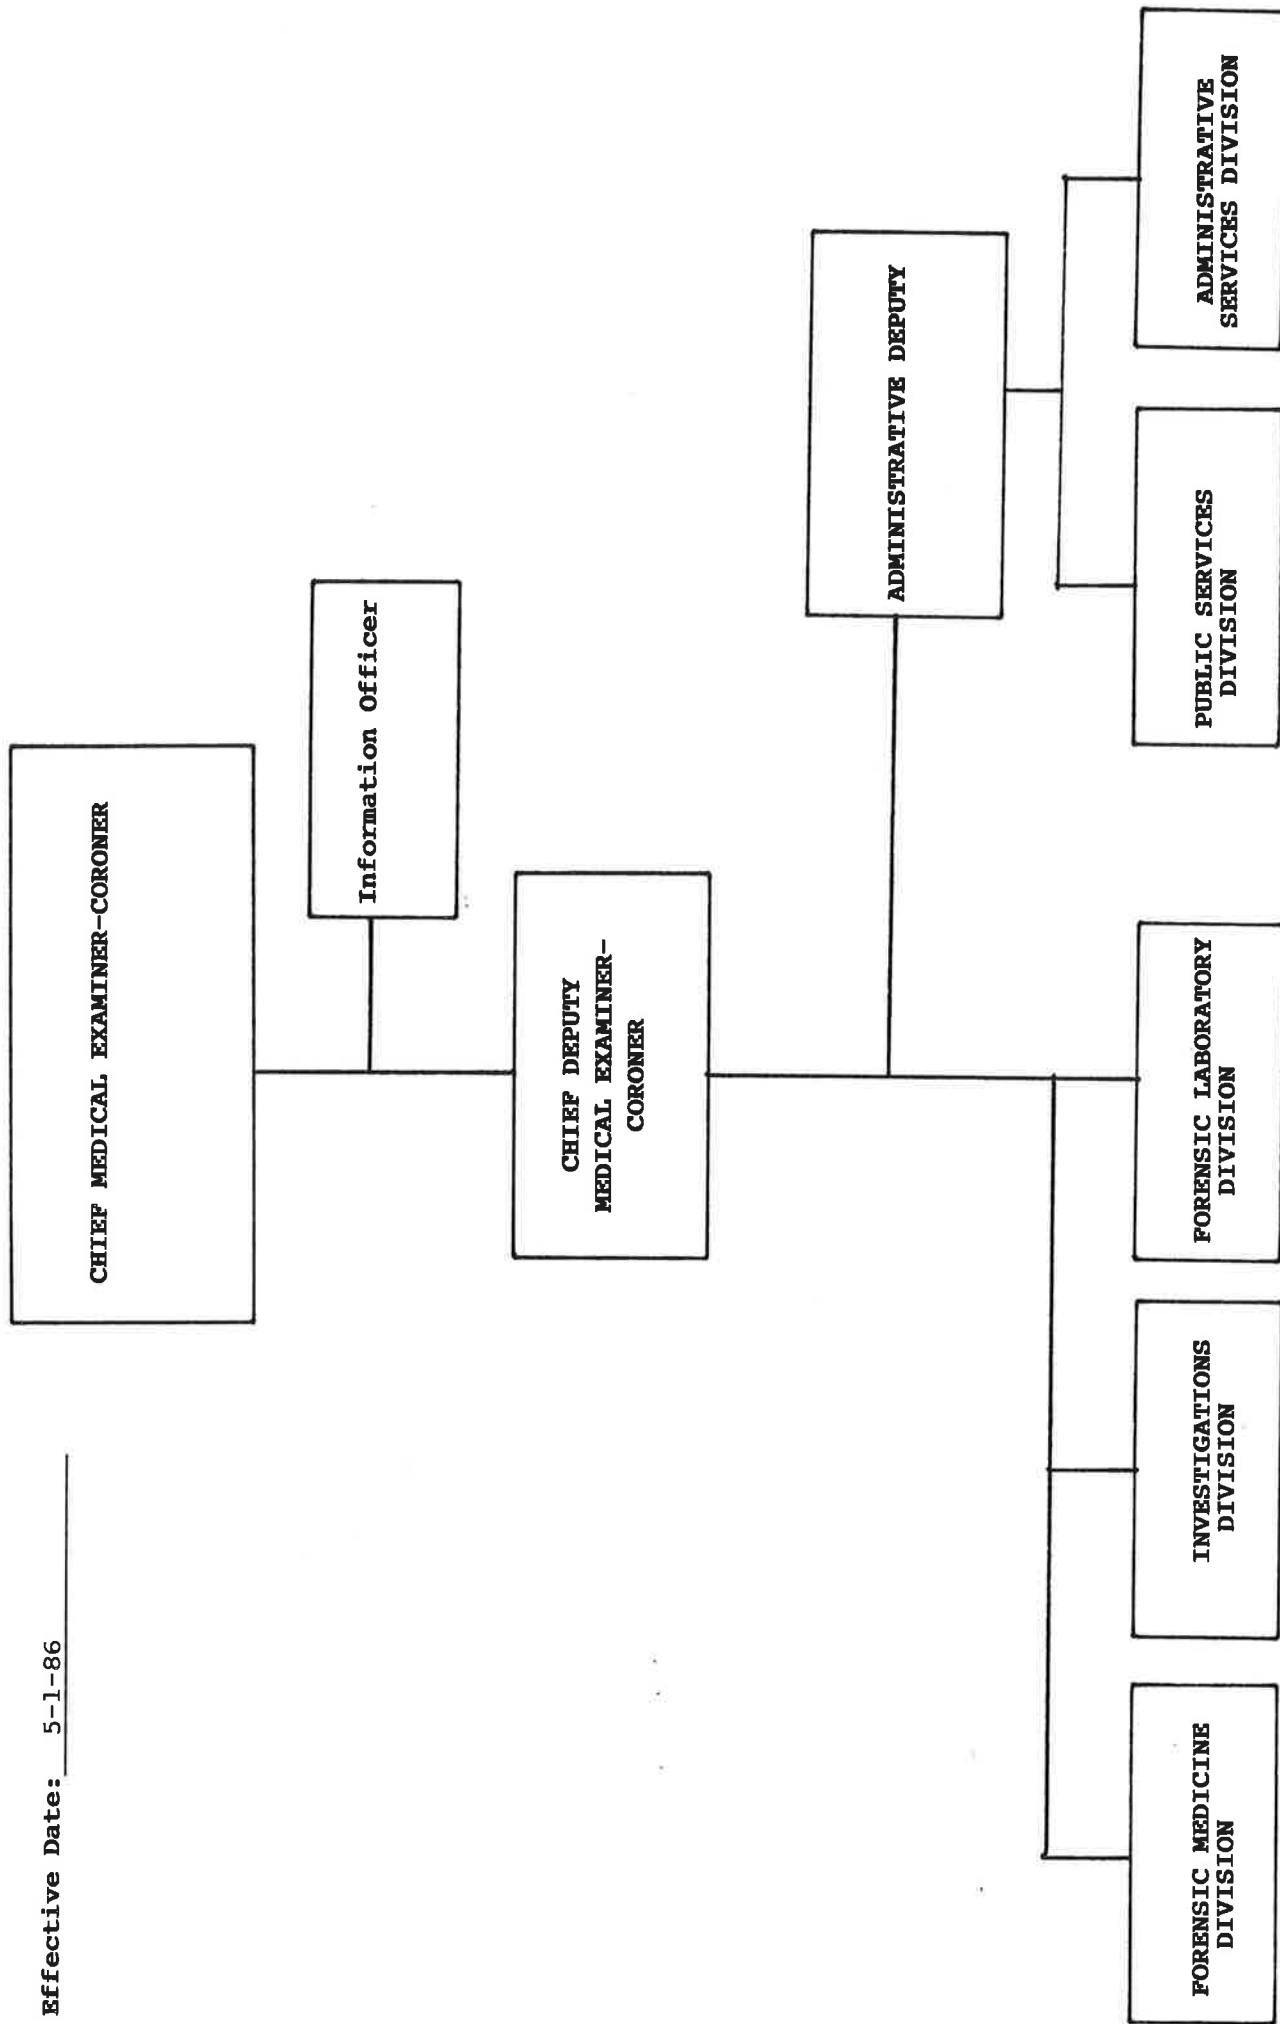 Effective Date: 5-1-86
CHIEF MEDICAL EXAMINER-CORONER
Information Officer
CHIEF DEPUTY
MEDICAL EXAMINER-
CORONER
ADMINISTRATIVE DEPUTY
FORENSIC MEDICINE
DIVISION
INVESTIGATIONS
DIVISION
FORENSIC LABORATORY
DIVISION
PUBLIC SERVICES
DIVISION
ADMINISTRATIVE
SERVICES DIVISION